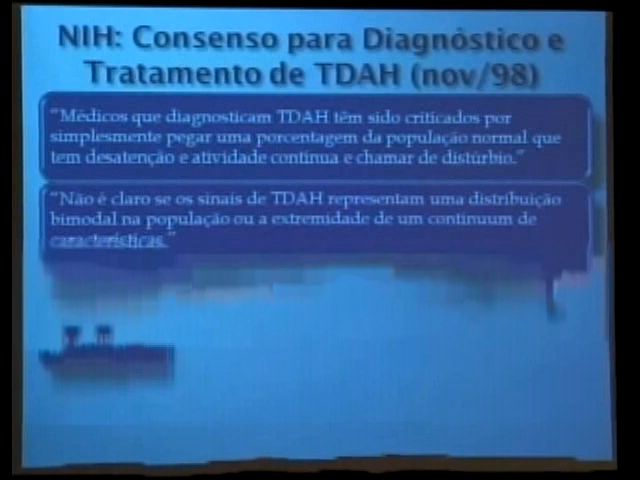 NIH: Consenso para Diagnóstico e
Tratamento de TDAH (nov/98)
"Médicos que diagnosticam TDAH têm sido criticados por
simplesmente pegar uma porcentagem da população normal que
tem desatenção e atividade contínua e chamar de distúrbio."
"Não é claro se os sinais de TDAH representam uma distribuição
bimodal na população ou a extremidade de um continuum de
características."